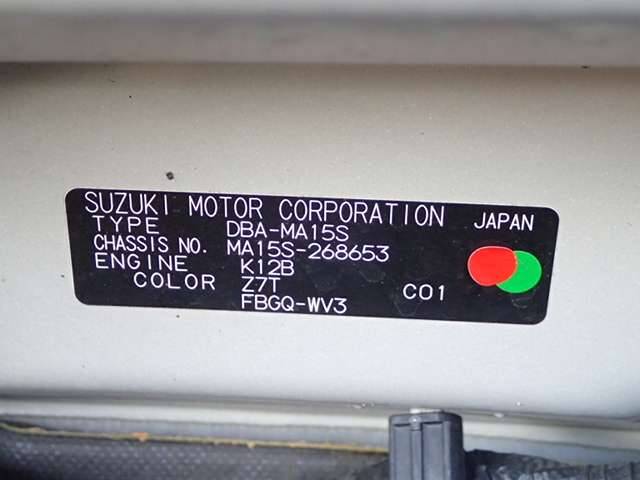 SUZUKI MOTOR CORPORATION JAPAN
TYPE DBA-MA15S
CHASSIS NO. MA15S-268653
ENGINE K12B
COLOR Z7T C01
FBGQ-WV3